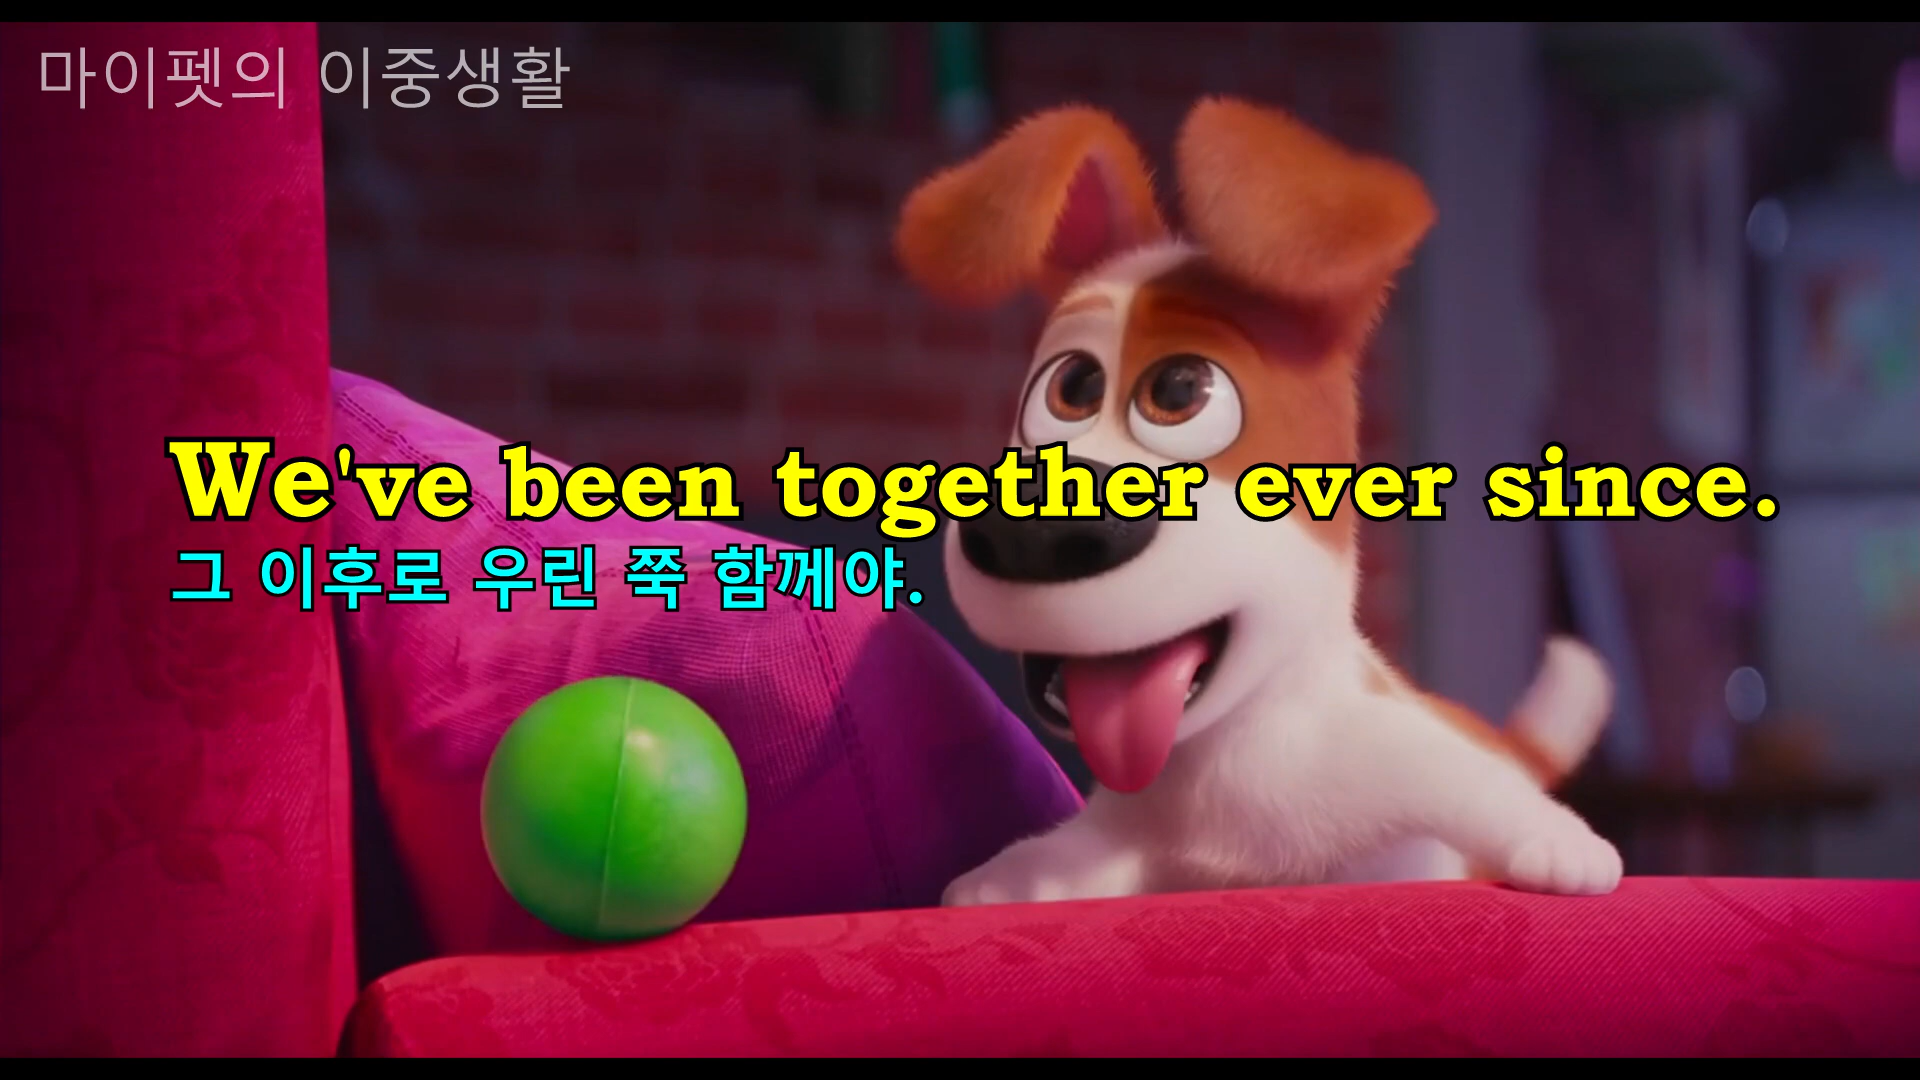 마이펫의 이중생활
We've been together ever since.
그 이후로 우린 쭉 함께야.